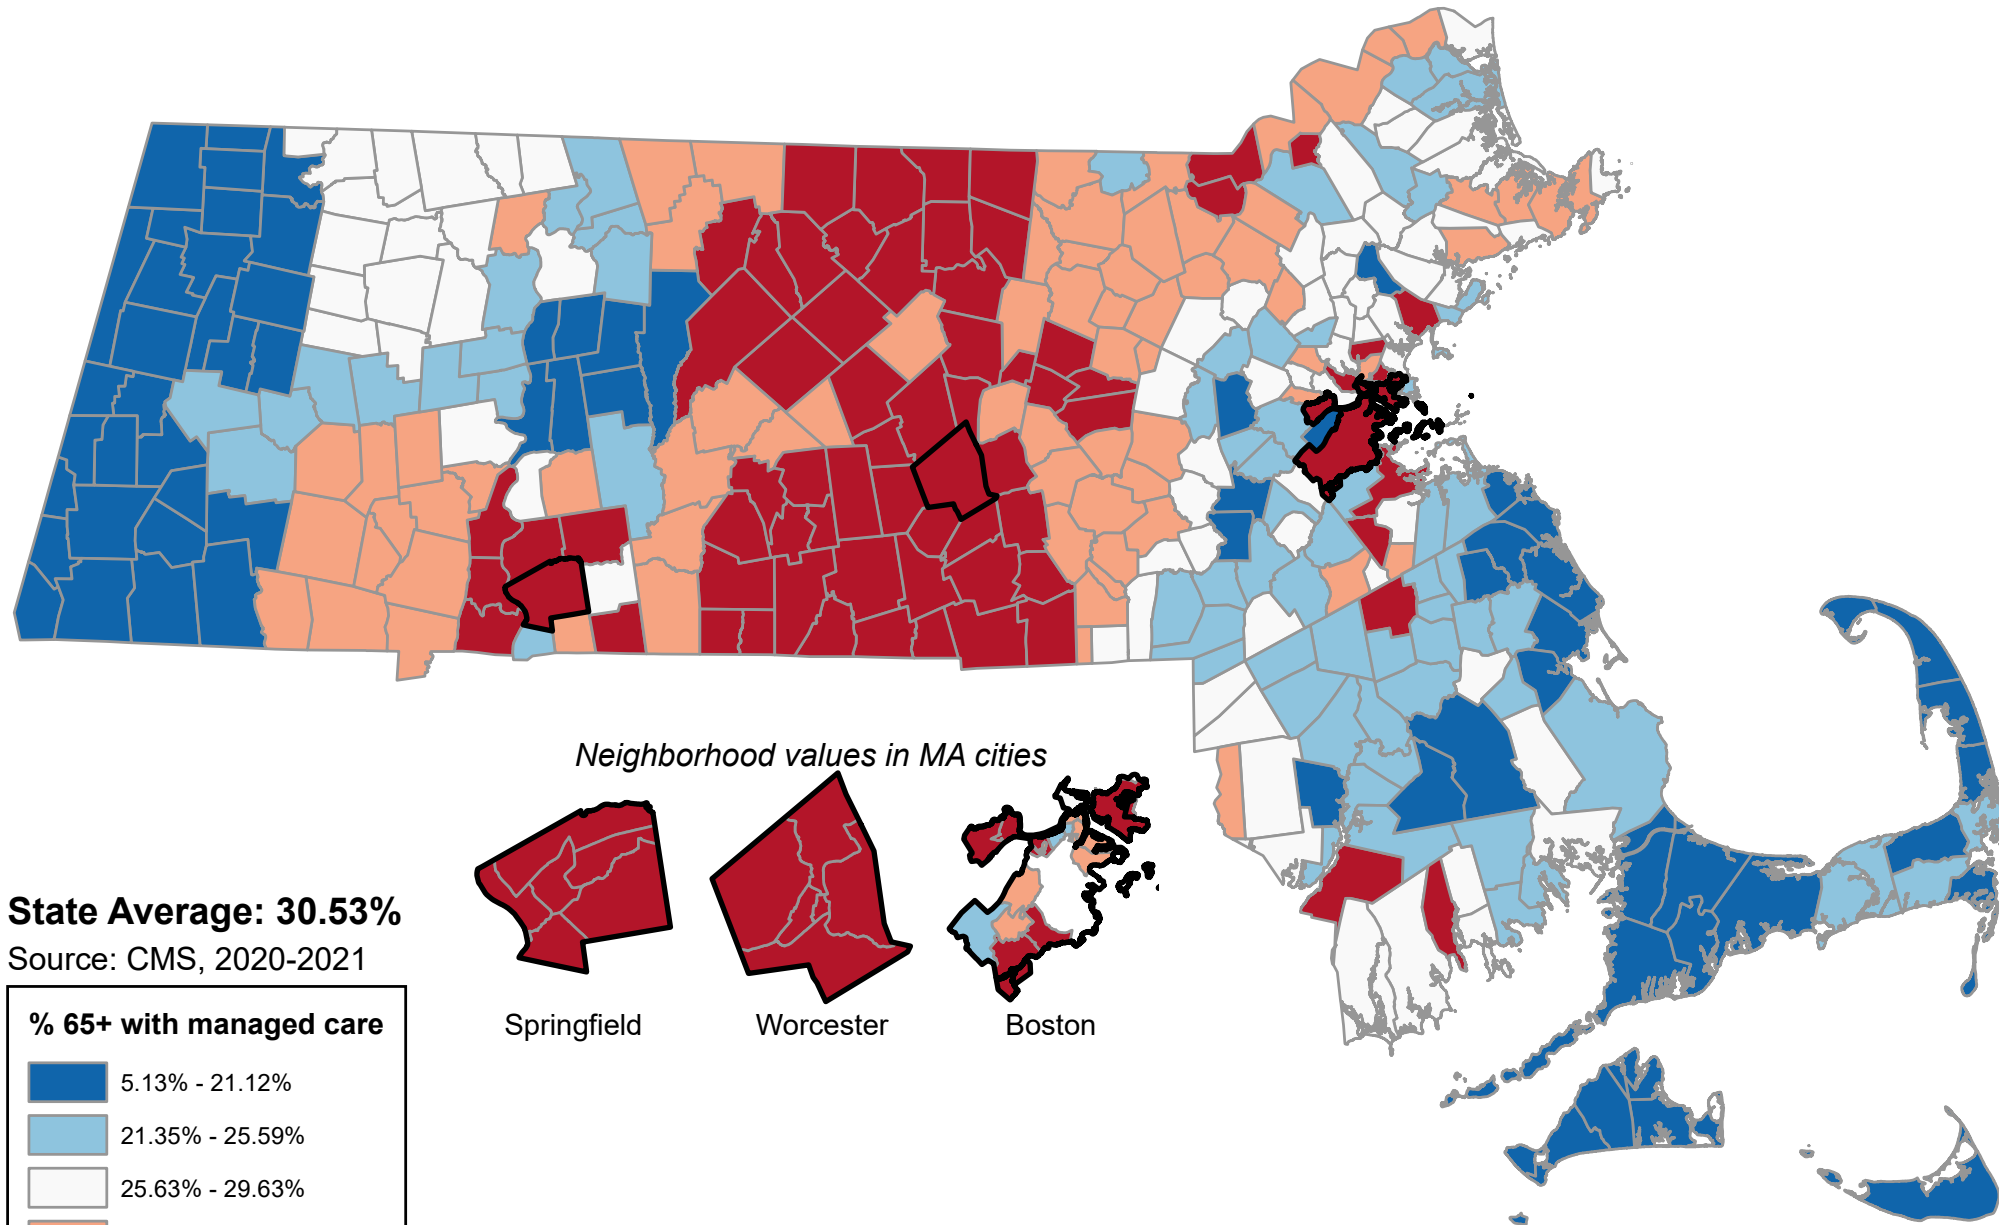 Neighborhood values in MA cities
Springfield
Worcester
Boston
State Average: 30.53%
Source: CMS, 2020-2021
% 65+ with managed care
5.13% - 21.12%
21.35% - 25.59%
25.63% - 29.63%